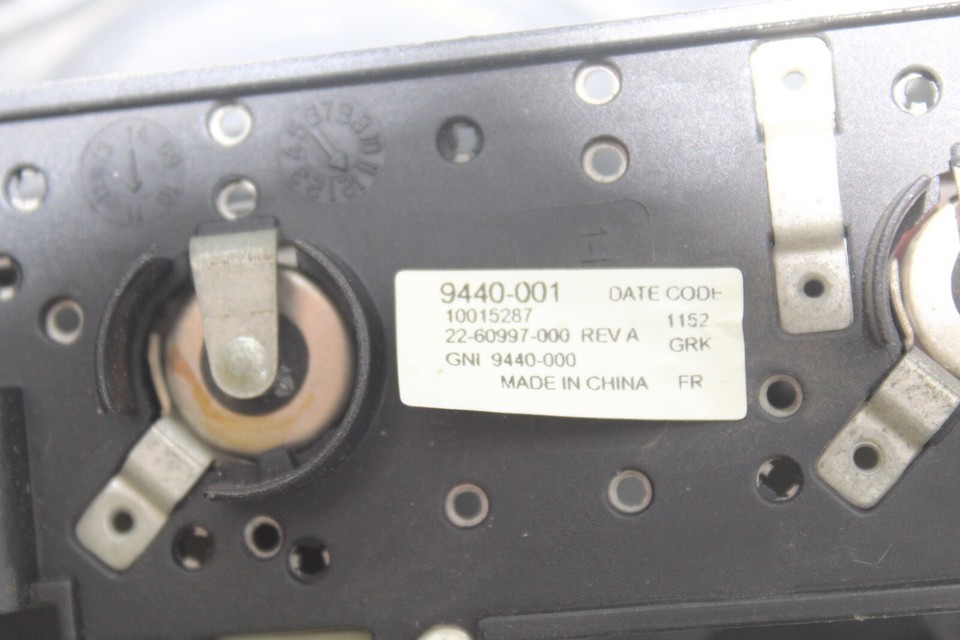 9440-001 DATE CODE
10015287 1152
22-60997-000 REV A GRK
GNI 9440-000
MADE IN CHINA FR